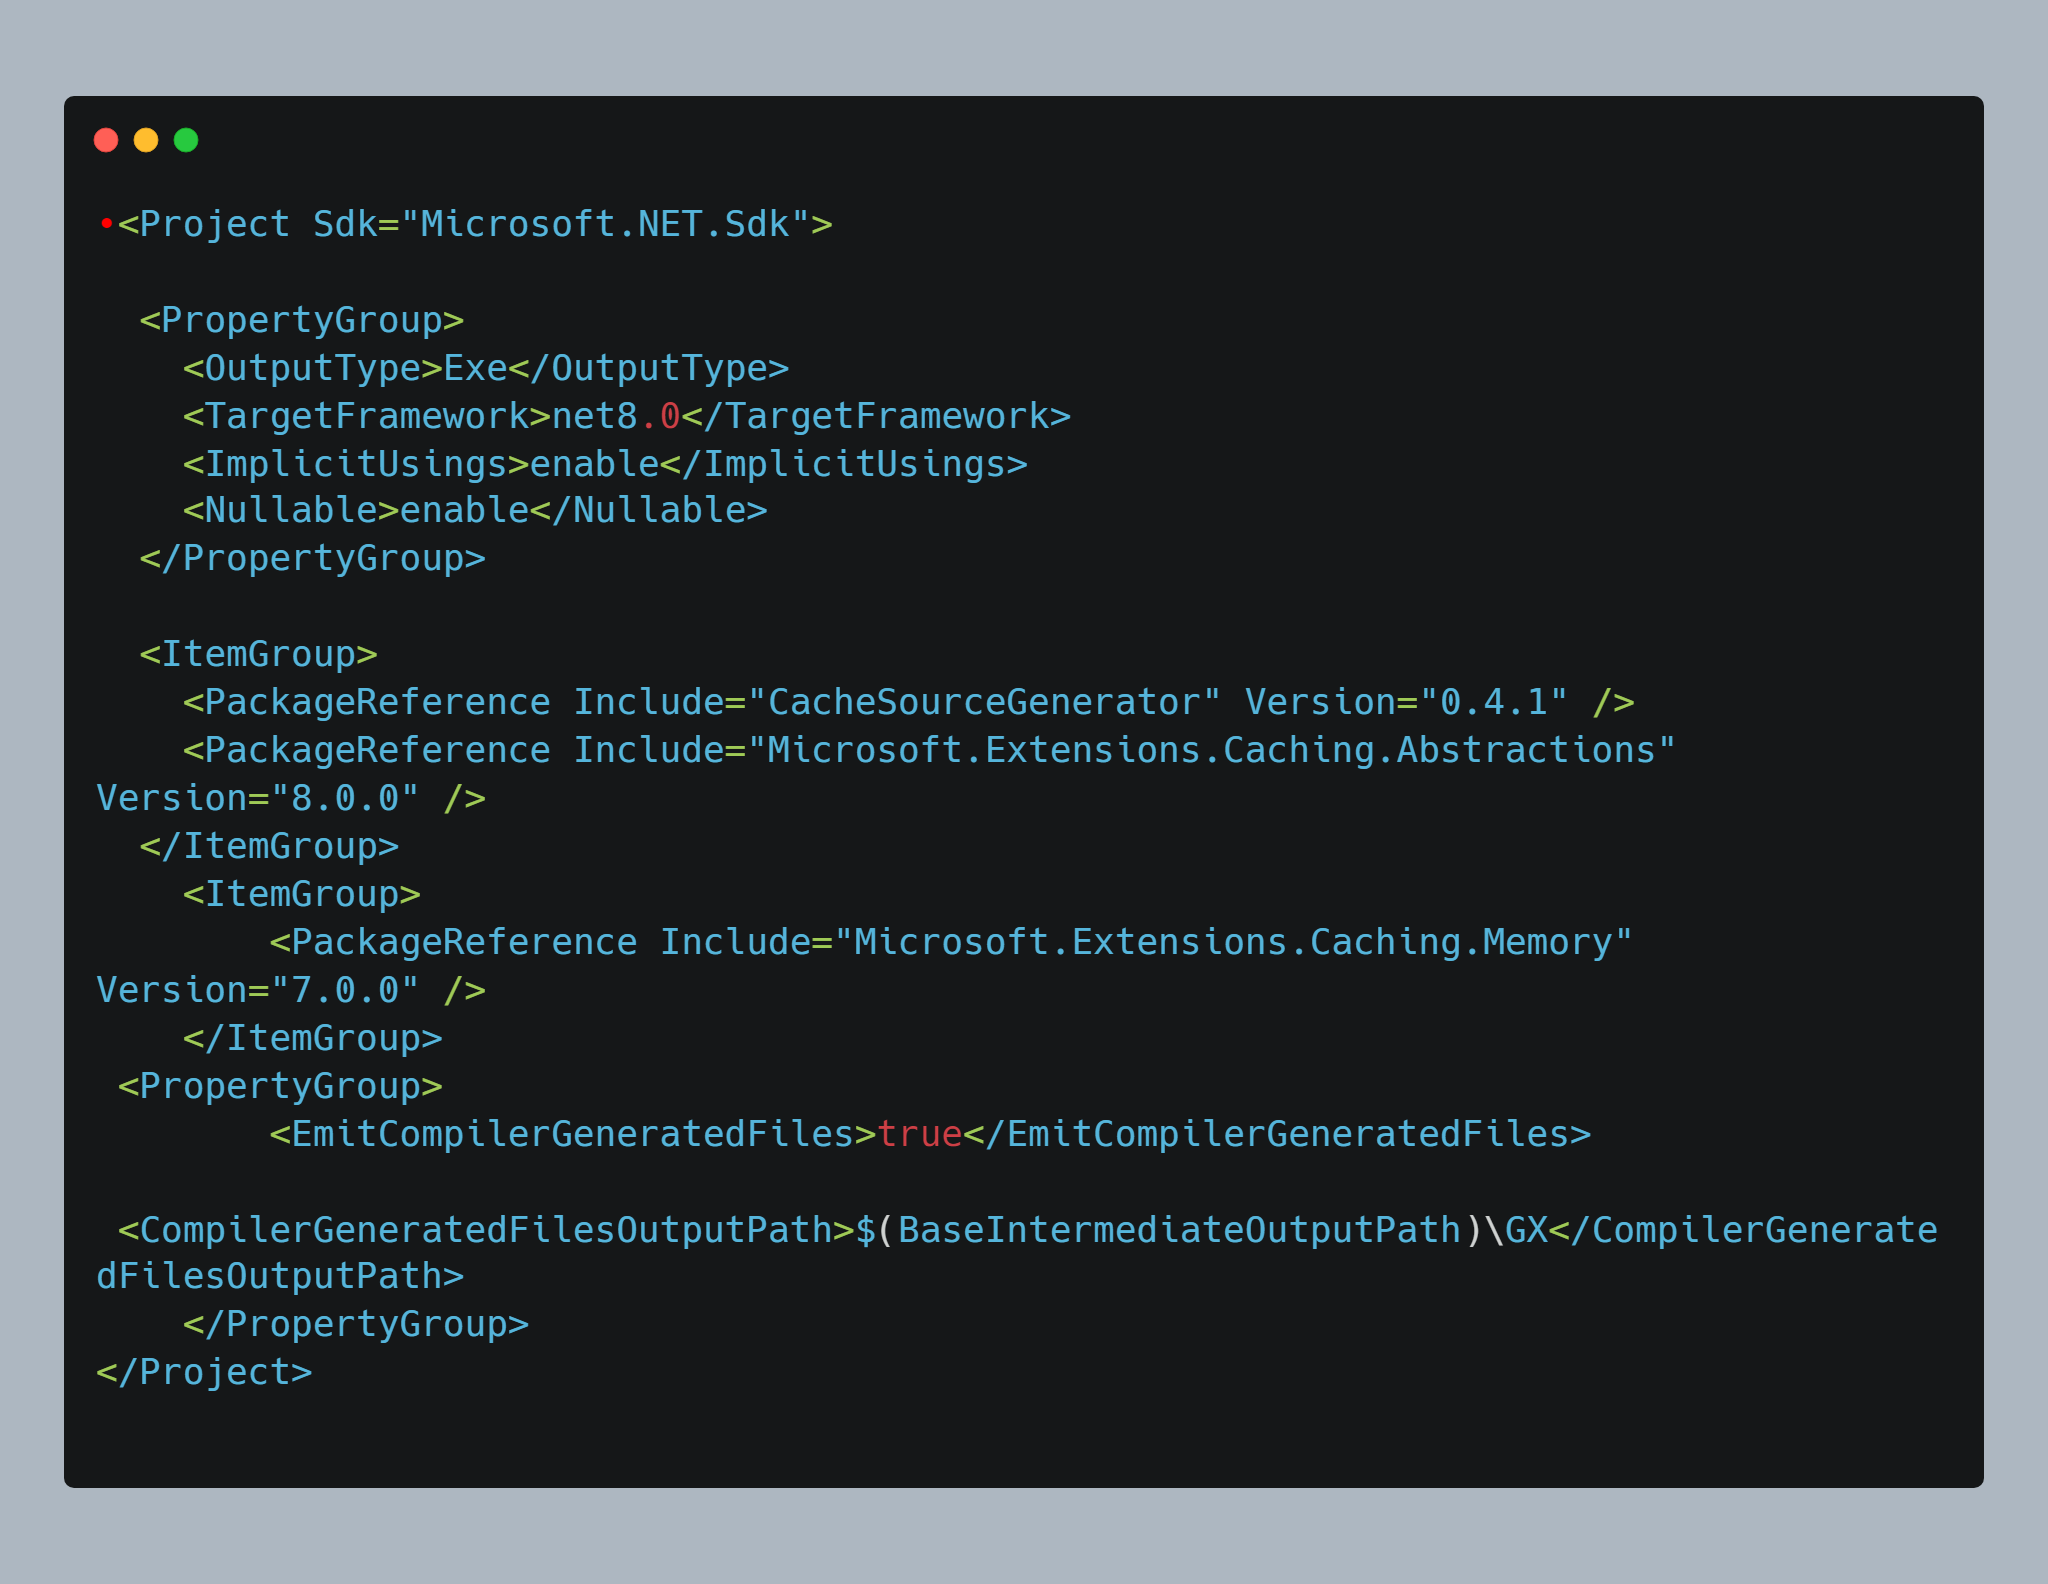 •<Project Sdk="Microsoft.NET.Sdk">

  <PropertyGroup>
    <OutputType>Exe</OutputType>
    <TargetFramework>net8.0</TargetFramework>
    <ImplicitUsings>enable</ImplicitUsings>
    <Nullable>enable</Nullable>
  </PropertyGroup>

  <ItemGroup>
    <PackageReference Include="CacheSourceGenerator" Version="0.4.1" />
    <PackageReference Include="Microsoft.Extensions.Caching.Abstractions"
Version="8.0.0" />
  </ItemGroup>
    <ItemGroup>
        <PackageReference Include="Microsoft.Extensions.Caching.Memory"
Version="7.0.0" />
    </ItemGroup>
 <PropertyGroup>
        <EmitCompilerGeneratedFiles>true</EmitCompilerGeneratedFiles>

 <CompilerGeneratedFilesOutputPath>$(BaseIntermediateOutputPath)\GX</CompilerGenerate
dFilesOutputPath>
    </PropertyGroup>
</Project>